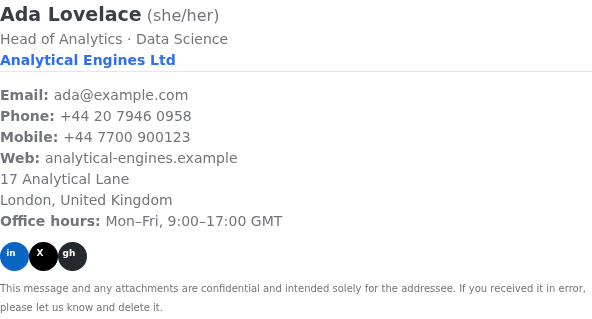 Ada Lovelace (she/her)
Head of Analytics · Data Science
Analytical Engines Ltd
Email: ada@example.com
Phone: +44 20 7946 0958
Mobile: +44 7700 900123
Web: analytical-engines.example
17 Analytical Lane
London, United Kingdom
Office hours: Mon–Fri, 9:00–17:00 GMT
in X gh
This message and any attachments are confidential and intended solely for the addressee. If you received it in error,
please let us know and delete it.